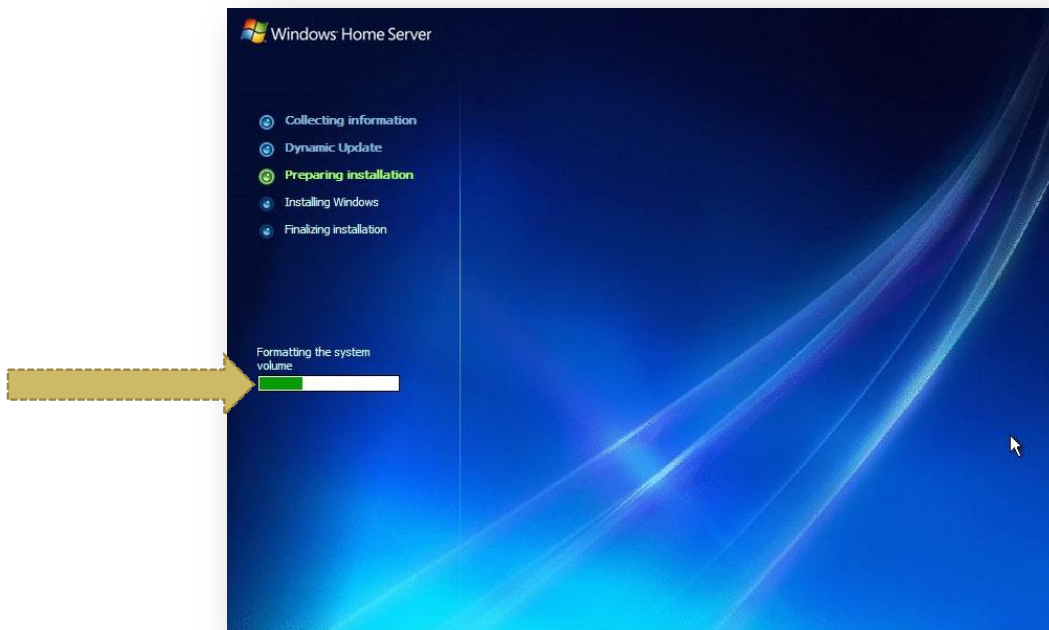 Windows Home Server
Collecting information
Dynamic Update
Preparing installation
Installing Windows
Finalizing installation
Formatting the system
volume